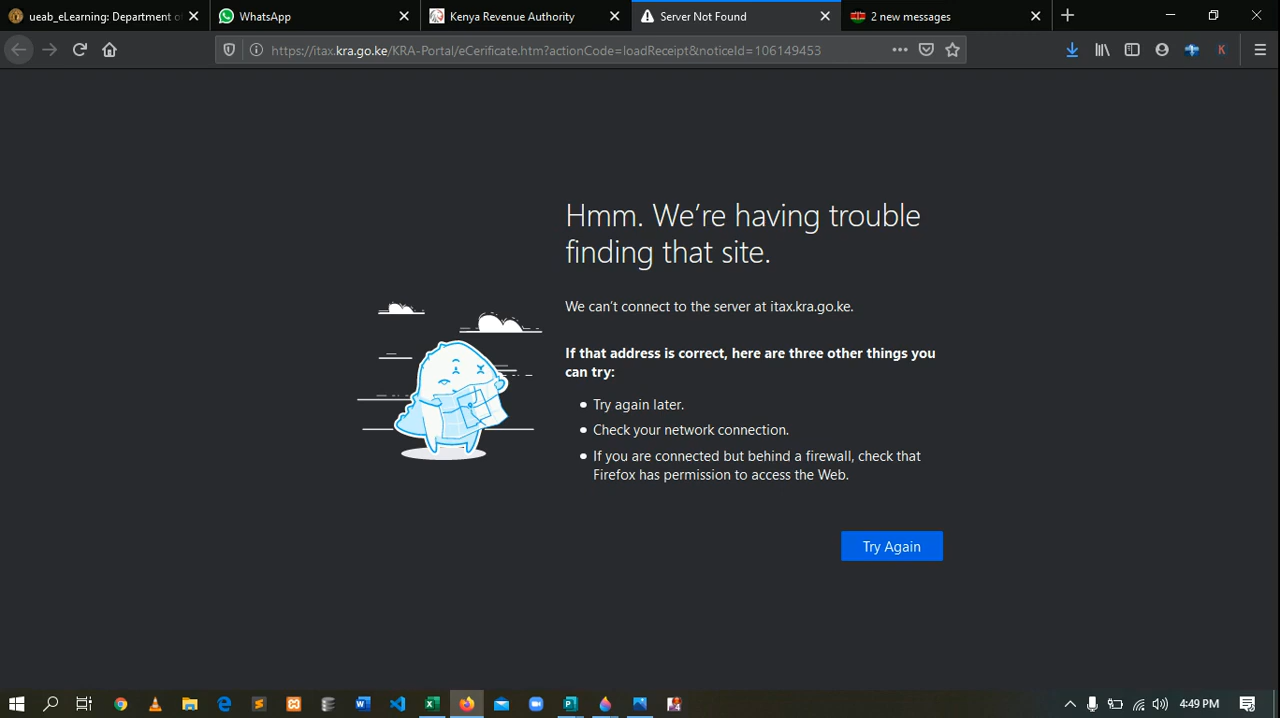 ueab_eLearning: Department o
WhatsApp
Kenya Revenue Authority
Server Not Found
2 new messages
https://itax.kra.go.ke/KRA-Portal/eCerificate.htm?actionCode=loadReceipt&noticeId=106149453
K
Hmm. We’re having trouble
finding that site.
We can’t connect to the server at itax.kra.go.ke.
If that address is correct, here are three other things you
can try:
Try again later.
Check your network connection.
If you are connected but behind a firewall, check that
Firefox has permission to access the Web.
Try Again
4:49 PM